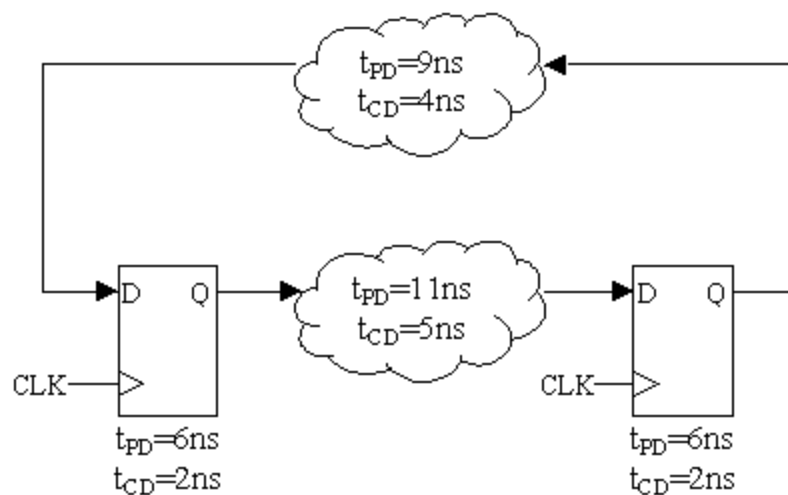 tPD=9ns
tCD=4ns
D Q
tPD=11ns
tCD=5ns
D Q
CLK
CLK
tPD=6ns
tCD=2ns
tPD=6ns
tCD=2ns